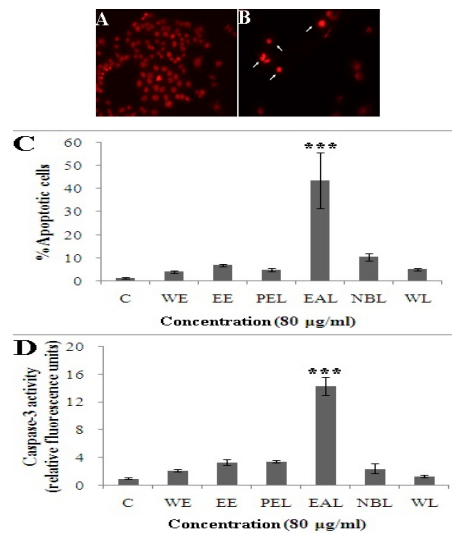 A
B
C
60
50
40
30
20
10
0
% Apoptotic cells
***
C WE EE PEL EAL NBL WL
Concentration (80 µg/ml)
D
20
16
12
8
4
0
Caspase-3 activity
(relative fluorescence units)
***
C WE EE PEL EAL NBL WL
Concentration (80 µg/ml)